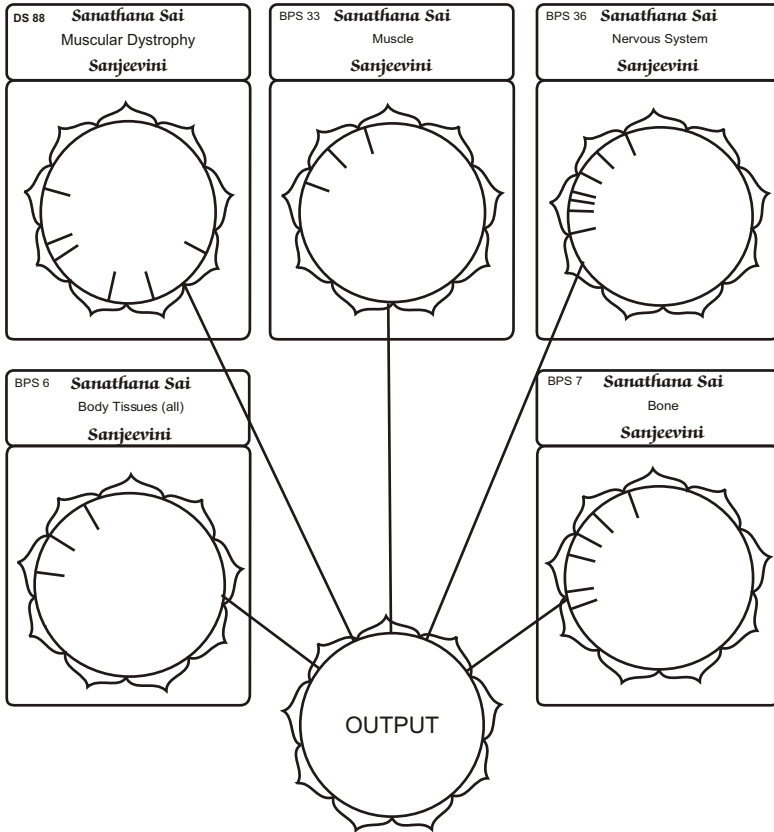 DS 88 Sanathana Sai
Muscular Dystrophy
Sanjeevini
BPS 33 Sanathana Sai
Muscle
Sanjeevini
BPS 36 Sanathana Sai
Nervous System
Sanjeevini
BPS 6 Sanathana Sai
Body Tissues (all)
Sanjeevini
BPS 7 Sanathana Sai
Bone
Sanjeevini
OUTPUT